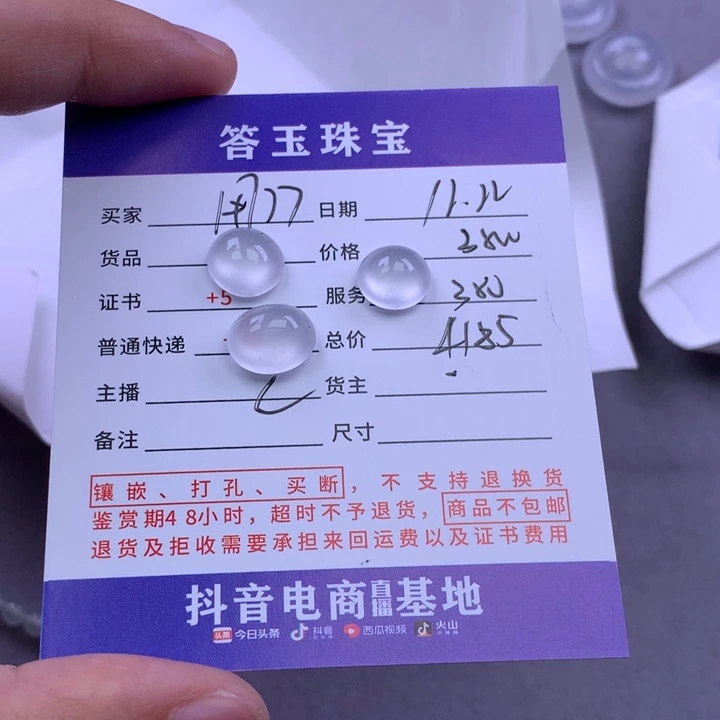 答玉珠宝
买家 日期 11.12
货品 价格 3800
证书 +5 服务 380
普通快递 总价 4185
主播 货主
备注 尺寸
镶嵌、打孔、买断，不支持退换货
鉴赏期48小时，超时不予退货，商品不包邮
退货及拒收需要承担来回运费以及证书费用
抖音电商直播基地
头条 今日头条 抖音 西瓜视频 火山